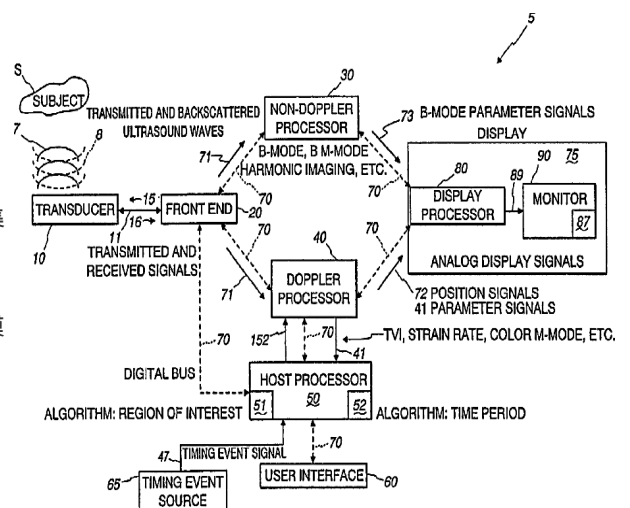 5
S
SUBJECT
7
8
TRANSMITTED AND BACKSCATTERED
ULTRASOUND WAVES
30
NON-DOPPLER
PROCESSOR
73
B-MODE PARAMETER SIGNALS
DISPLAY
71
B-MODE, B M-MODE
HARMONIC IMAGING, ETC.
70
70
80
DISPLAY
PROCESSOR
89
90
75
MONITOR
87
ANALOG DISPLAY SIGNALS
TRANSDUCER
10
15
11
16
FRONT END
20
TRANSMITTED AND
RECEIVED SIGNALS
70
71
40
DOPPLER
PROCESSOR
70
72 POSITION SIGNALS
41 PARAMETER SIGNALS
70
152
70
41
TVI, STRAIN RATE, COLOR M-MODE, ETC.
DIGITAL BUS
HOST PROCESSOR
51
50
52
ALGORITHM: REGION OF INTEREST
ALGORITHM: TIME PERIOD
47
TIMING EVENT SIGNAL
70
65
TIMING EVENT
SOURCE
USER INTERFACE
60